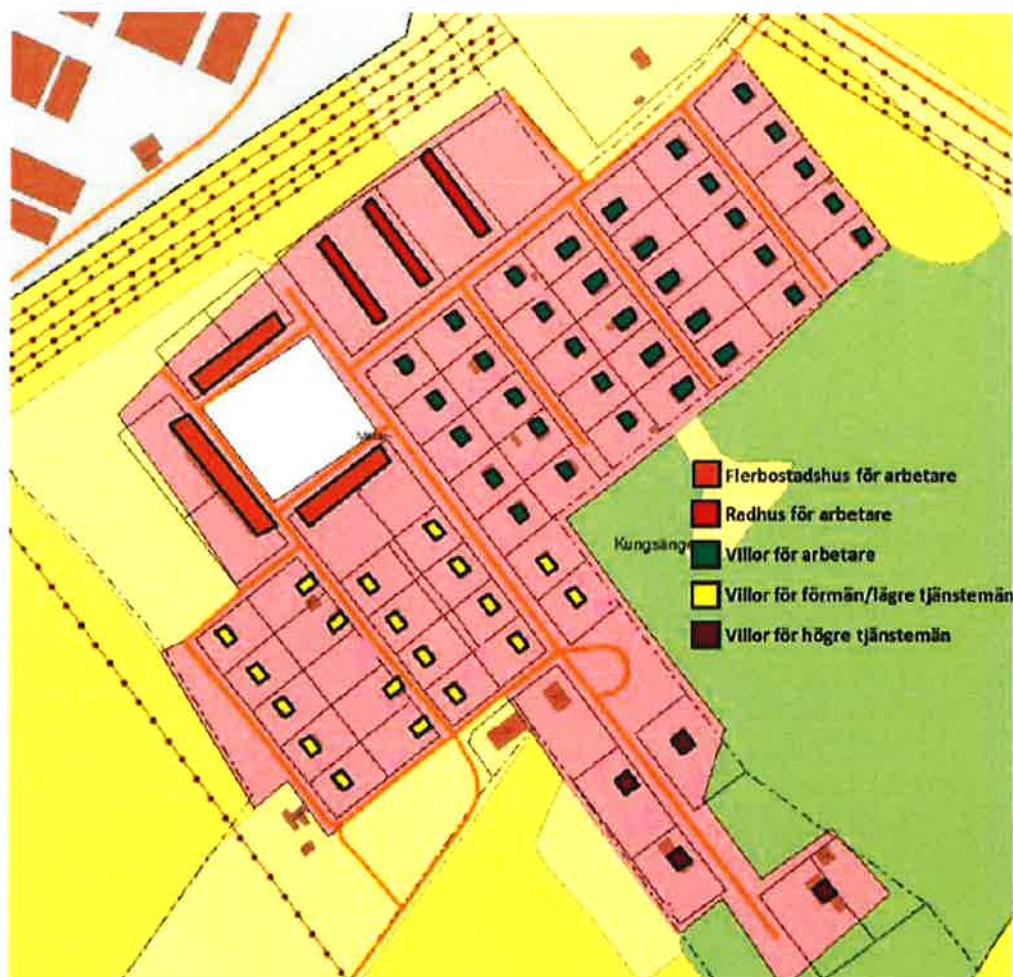 Flerbostadshus för arbetare
Radhus för arbetare
Kungsänge
Villor för arbetare
Villor för förmän/lägre tjänstemän
Villor för högre tjänstemän